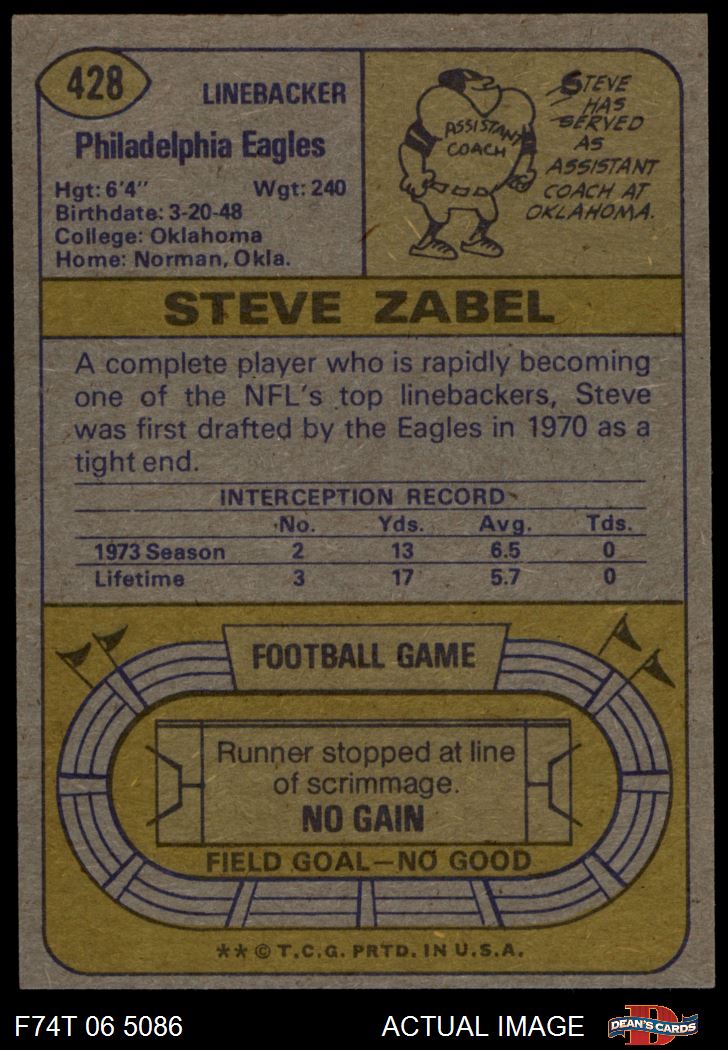 428
LINEBACKER
Philadelphia Eagles
Hgt: 6'4" Wgt: 240
Birthdate: 3-20-48
College: Oklahoma
Home: Norman, Okla.
ASSISTANT
COACH
STEVE
HAS
SERVED
AS
ASSISTANT
COACH AT
OKLAHOMA.
STEVE ZABEL
A complete player who is rapidly becoming
one of the NFL's top linebackers, Steve
was first drafted by the Eagles in 1970 as a
tight end.
INTERCEPTION RECORD
No. Yds. Avg. Tds.
1973 Season 2 13 6.5 0
Lifetime 3 17 5.7 0
FOOTBALL GAME
Runner stopped at line
of scrimmage.
NO GAIN
FIELD GOAL—NO GOOD
** © T.C.G. PRTD. IN U.S.A.
F74T 06 5086 ACTUAL IMAGE
D
DEAN'S CARDS